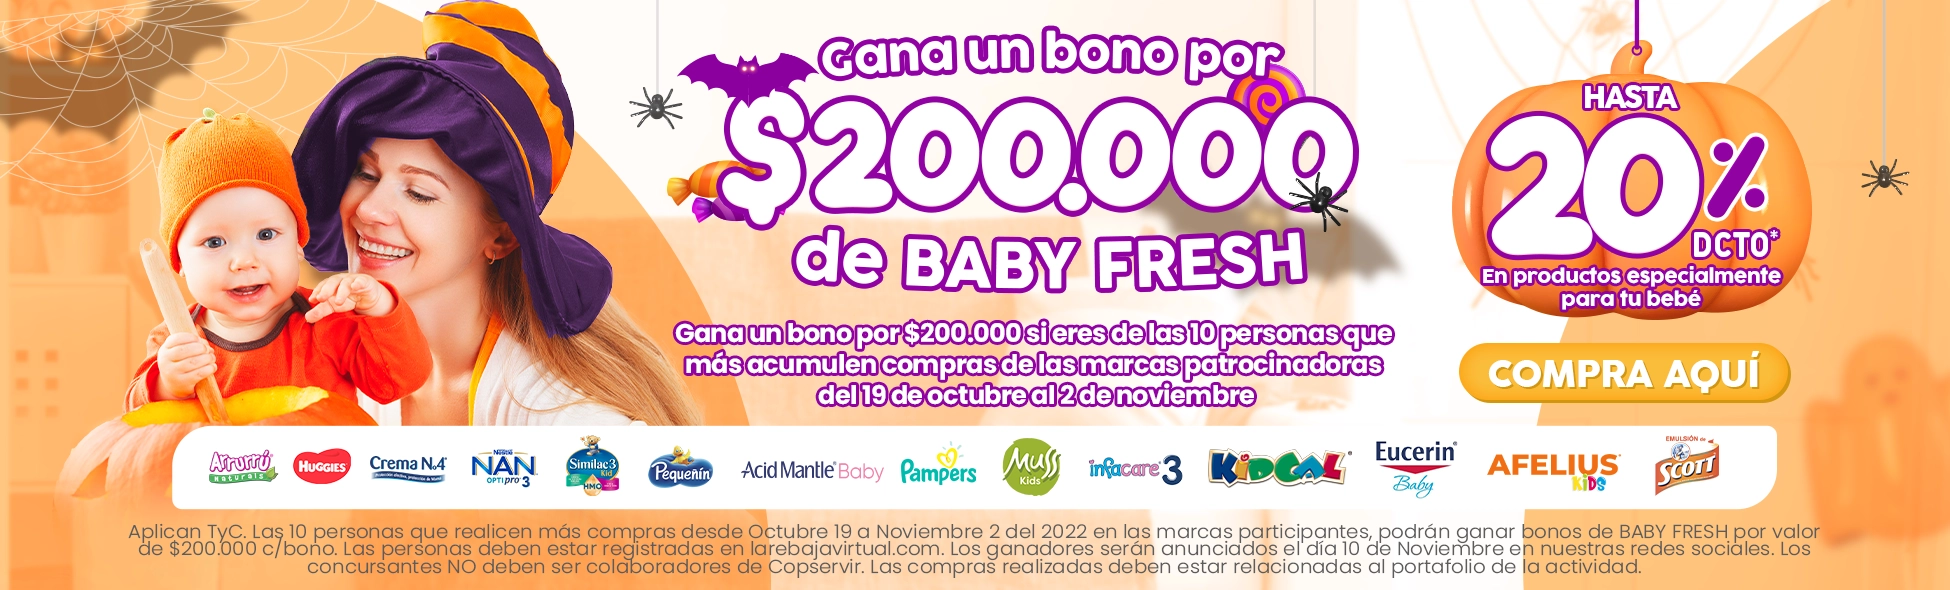 Gana un bono por
$200.000
de BABY FRESH
Gana un bono por $200.000 si eres de las 10 personas que
más acumulen compras de las marcas patrocinadoras
del 19 de octubre al 2 de noviembre
HASTA
20%
DCTO*
En productos especialmente
para tu bebé
COMPRA AQUÍ
Arrurrú
Naturals
HUGGIES
Crema No.4
Nestlé
NAN
OPTIpro 3
Similac 3
Kid
HMO
Pequeñín
Acid Mantle Baby
Pampers
Muss
Kids
infacare 3
KidCAL
Eucerin
Baby
AFELIUS
KiDS
EMULSIÓN de
SCOTT
Aplican TyC. Las 10 personas que realicen más compras desde Octubre 19 a Noviembre 2 del 2022 en las marcas participantes, podrán ganar bonos de BABY FRESH por valor
de $200.000 c/bono. Las personas deben estar registradas en larebajavirtual.com. Los ganadores serán anunciados el día 10 de Noviembre en nuestras redes sociales. Los
concursantes NO deben ser colaboradores de Copservir. Las compras realizadas deben estar relacionadas al portafolio de la actividad.